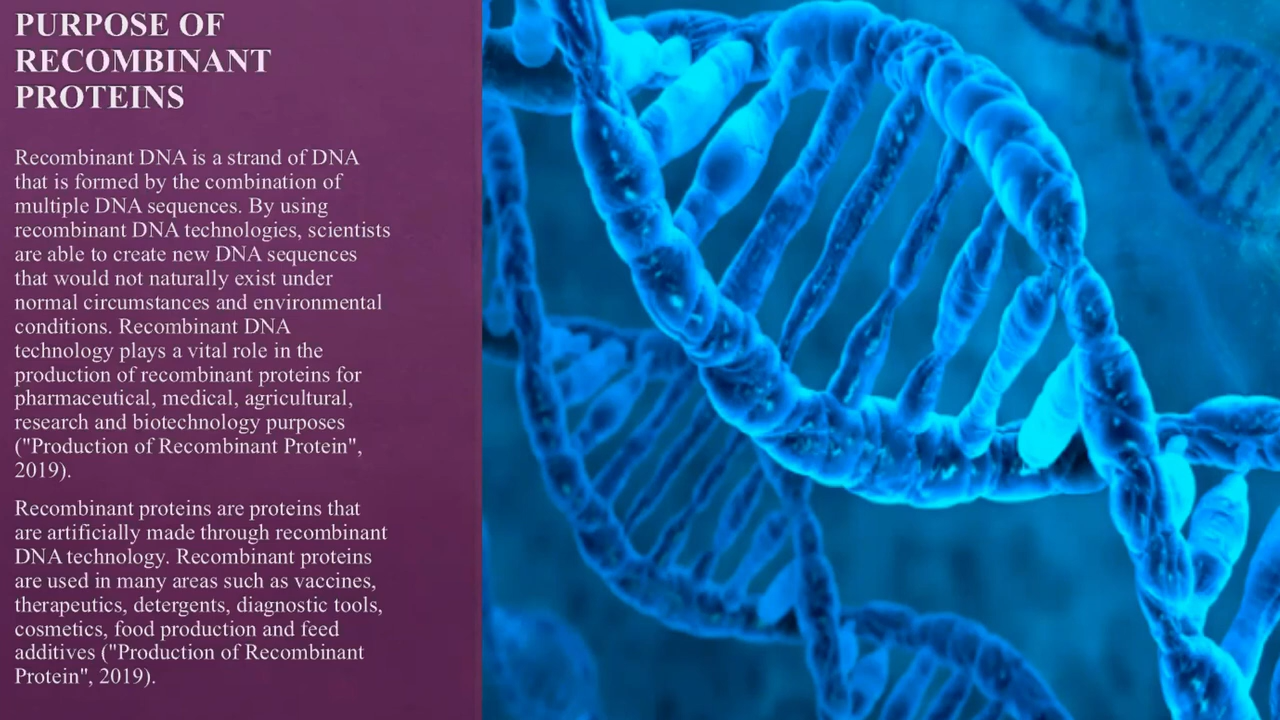 PURPOSE OF
RECOMBINANT
PROTEINS
Recombinant DNA is a strand of DNA
that is formed by the combination of
multiple DNA sequences. By using
recombinant DNA technologies, scientists
are able to create new DNA sequences
that would not naturally exist under
normal circumstances and environmental
conditions. Recombinant DNA
technology plays a vital role in the
production of recombinant proteins for
pharmaceutical, medical, agricultural,
research and biotechnology purposes
("Production of Recombinant Protein",
2019).
Recombinant proteins are proteins that
are artificially made through recombinant
DNA technology. Recombinant proteins
are used in many areas such as vaccines,
therapeutics, detergents, diagnostic tools,
cosmetics, food production and feed
additives ("Production of Recombinant
Protein", 2019).